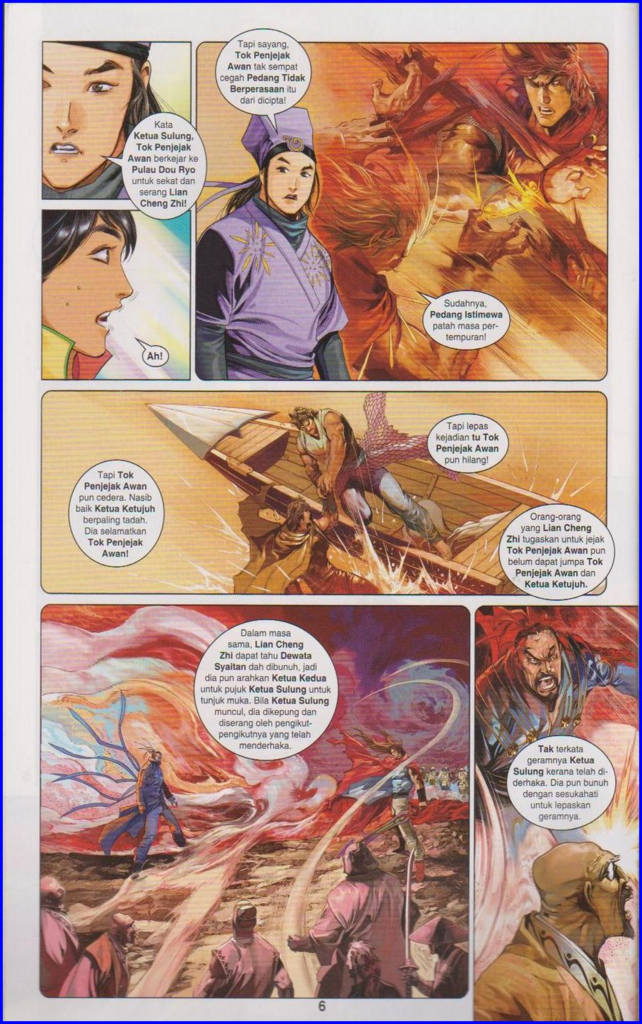 Kata
Ketua Sulung,
Tok Penjejak
Awan berkejar ke
Pulau Dou Ryo
untuk sekat dan
serang Lian
Cheng Zhi!
Tapi sayang,
Tok Penjejak
Awan tak sempat
cegah Pedang Tidak
Berperasaan itu
dari dicipta!
Ah!
Sudahnya,
Pedang Istimewa
patah masa per-
tempuran!
Tapi Tok
Penjejak Awan
pun cedera. Nasib
baik Ketua Ketujuh
berpaling tadah.
Dia selamatkan
Tok Penjejak
Awan!
Tapi lepas
kejadian tu Tok
Penjejak Awan
pun hilang!
Orang-orang
yang Lian Cheng
Zhi tugaskan untuk jejak
Tok Penjejak Awan pun
belum dapat jumpa Tok
Penjejak Awan dan
Ketua Ketujuh.
Dalam masa
sama, Lian Cheng
Zhi dapat tahu Dewata
Syaitan dah dibunuh, jadi
dia pun arahkan Ketua Kedua
untuk pujuk Ketua Sulung untuk
tunjuk muka. Bila Ketua Sulung
muncul, dia dikepung dan
diserang oleh pengikut-
pengikutnya yang telah
menderhaka.
Tak terkata
geramnya Ketua
Sulung kerana telah di-
derhaka. Dia pun bunuh
dengan sesukahati
untuk lepaskan
geramnya.
6